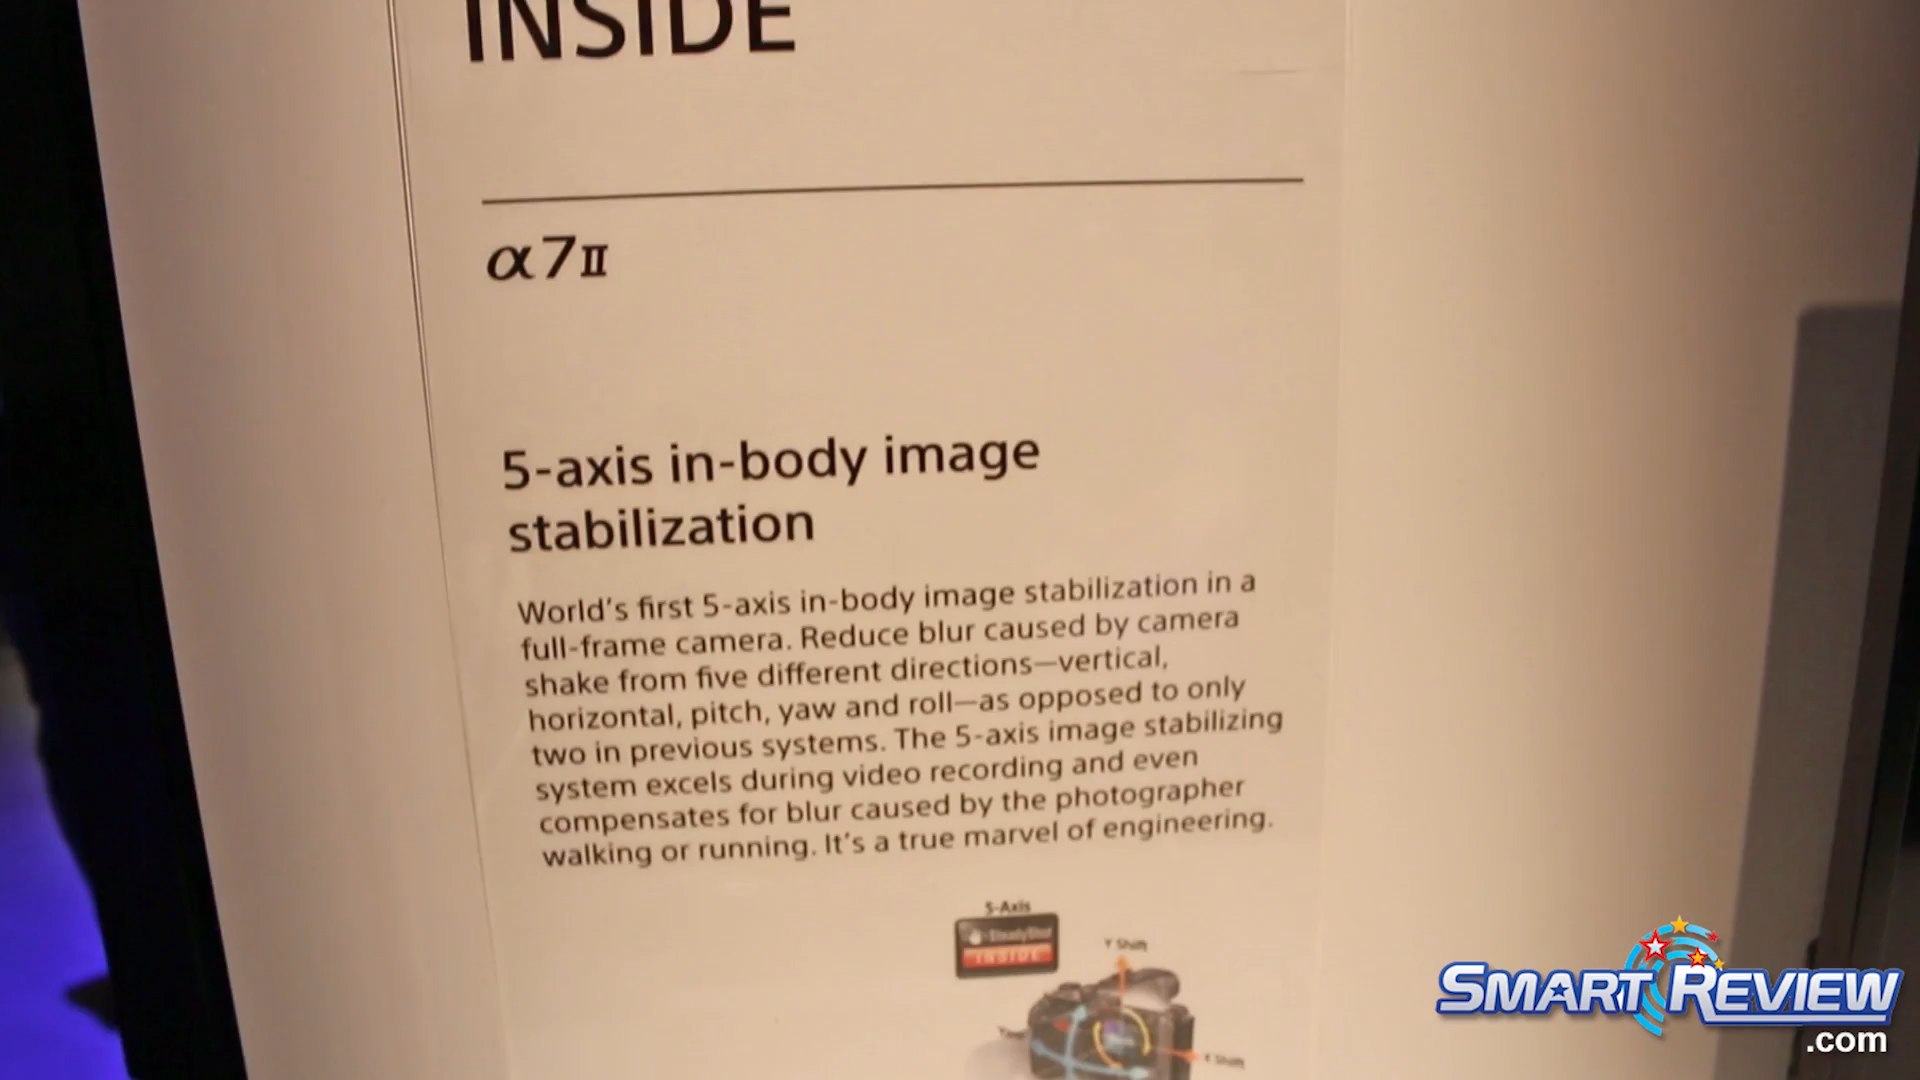 INSIDE
α7II
5-axis in-body image
stabilization
World's first 5-axis in-body image stabilization in a
full-frame camera. Reduce blur caused by camera
shake from five different directions—vertical,
horizontal, pitch, yaw and roll—as opposed to only
two in previous systems. The 5-axis image stabilizing
system excels during video recording and even
compensates for blur caused by the photographer
walking or running. It's a true marvel of engineering.
5-Axis
SteadyShot
INSIDE
Y Shift
X Shift
SMART REVIEW
.com